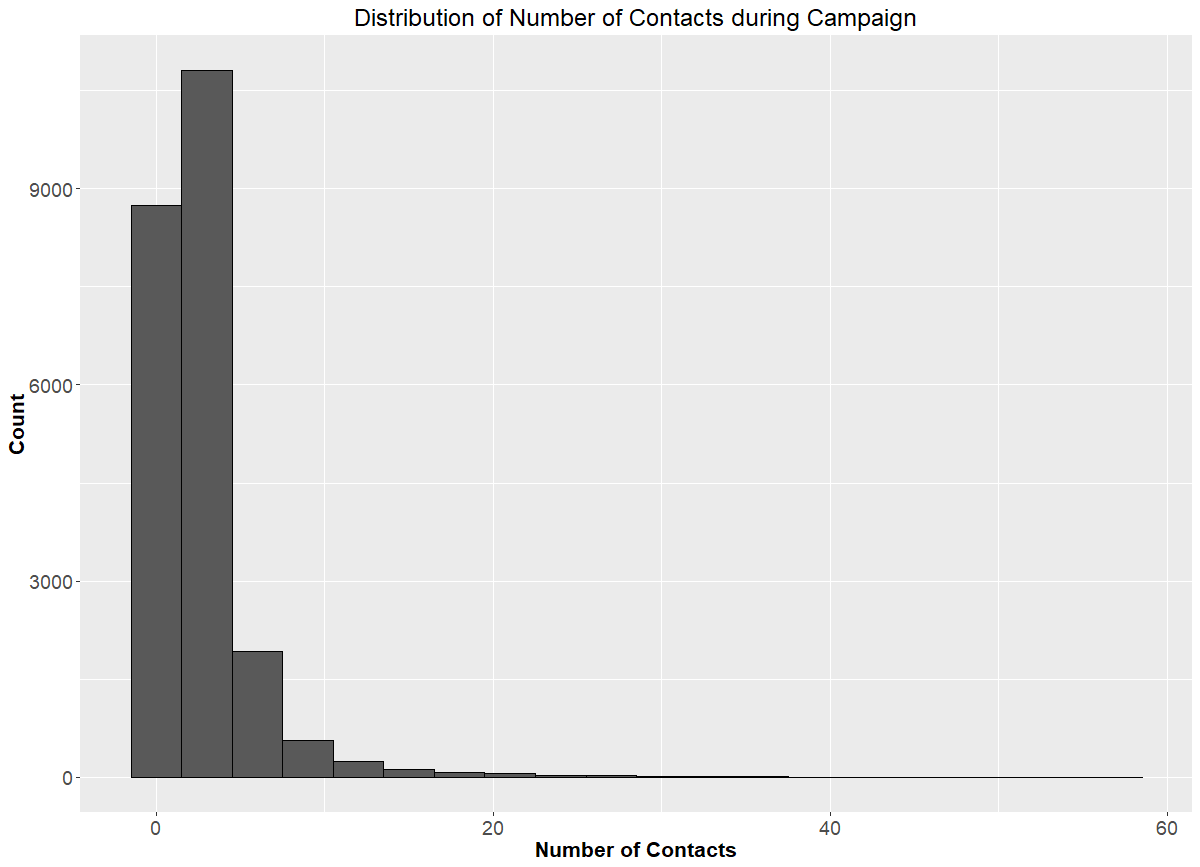 Distribution of Number of Contacts during Campaign
Count
9000
6000
3000
0
0 20 40 60
Number of Contacts